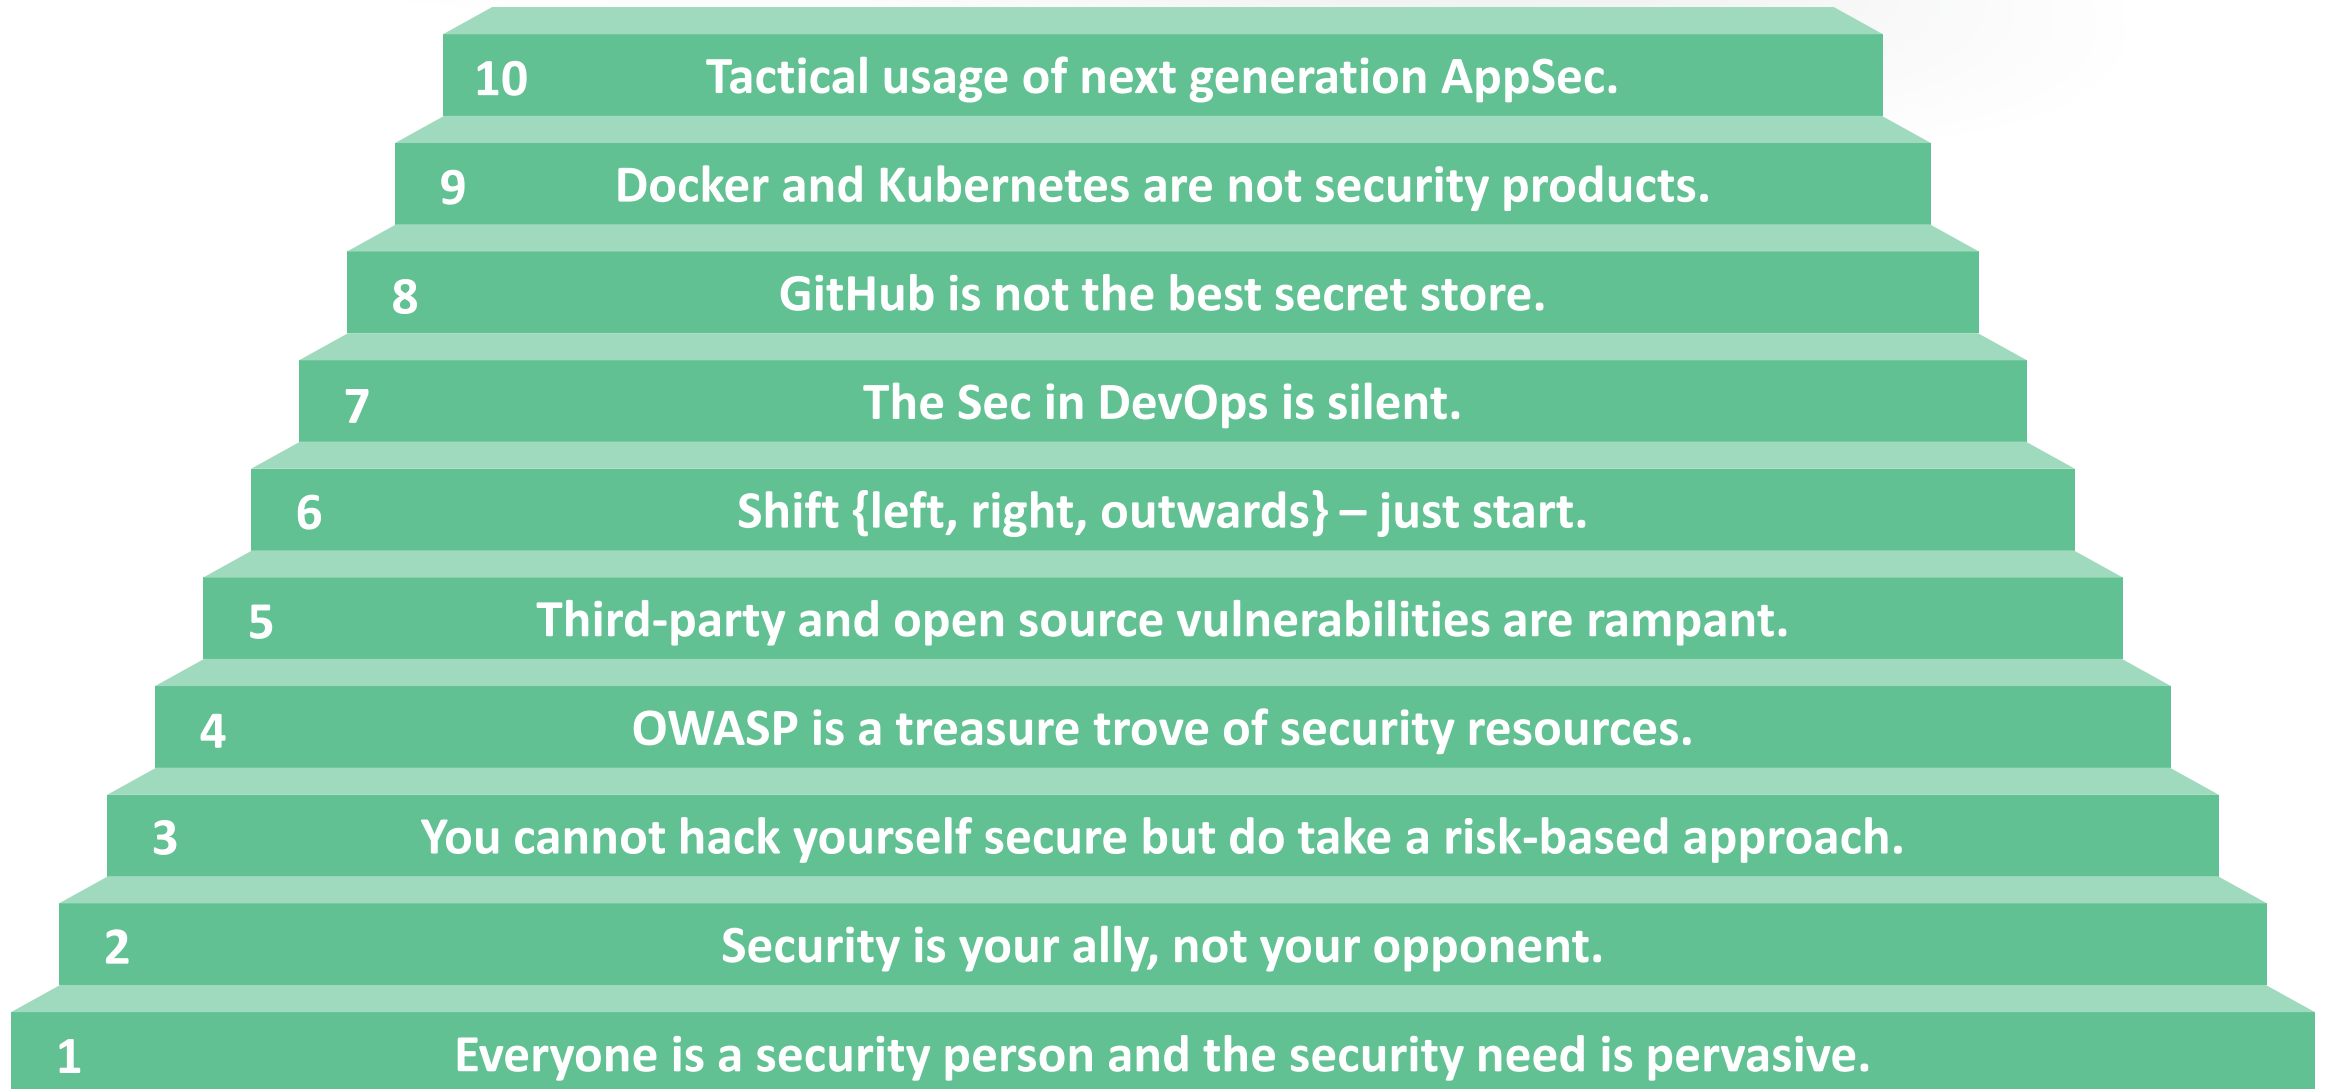 10 Tactical usage of next generation AppSec.
9 Docker and Kubernetes are not security products.
8 GitHub is not the best secret store.
7 The Sec in DevOps is silent.
6 Shift {left, right, outwards} – just start.
5 Third-party and open source vulnerabilities are rampant.
4 OWASP is a treasure trove of security resources.
3 You cannot hack yourself secure but do take a risk-based approach.
2 Security is your ally, not your opponent.
1 Everyone is a security person and the security need is pervasive.